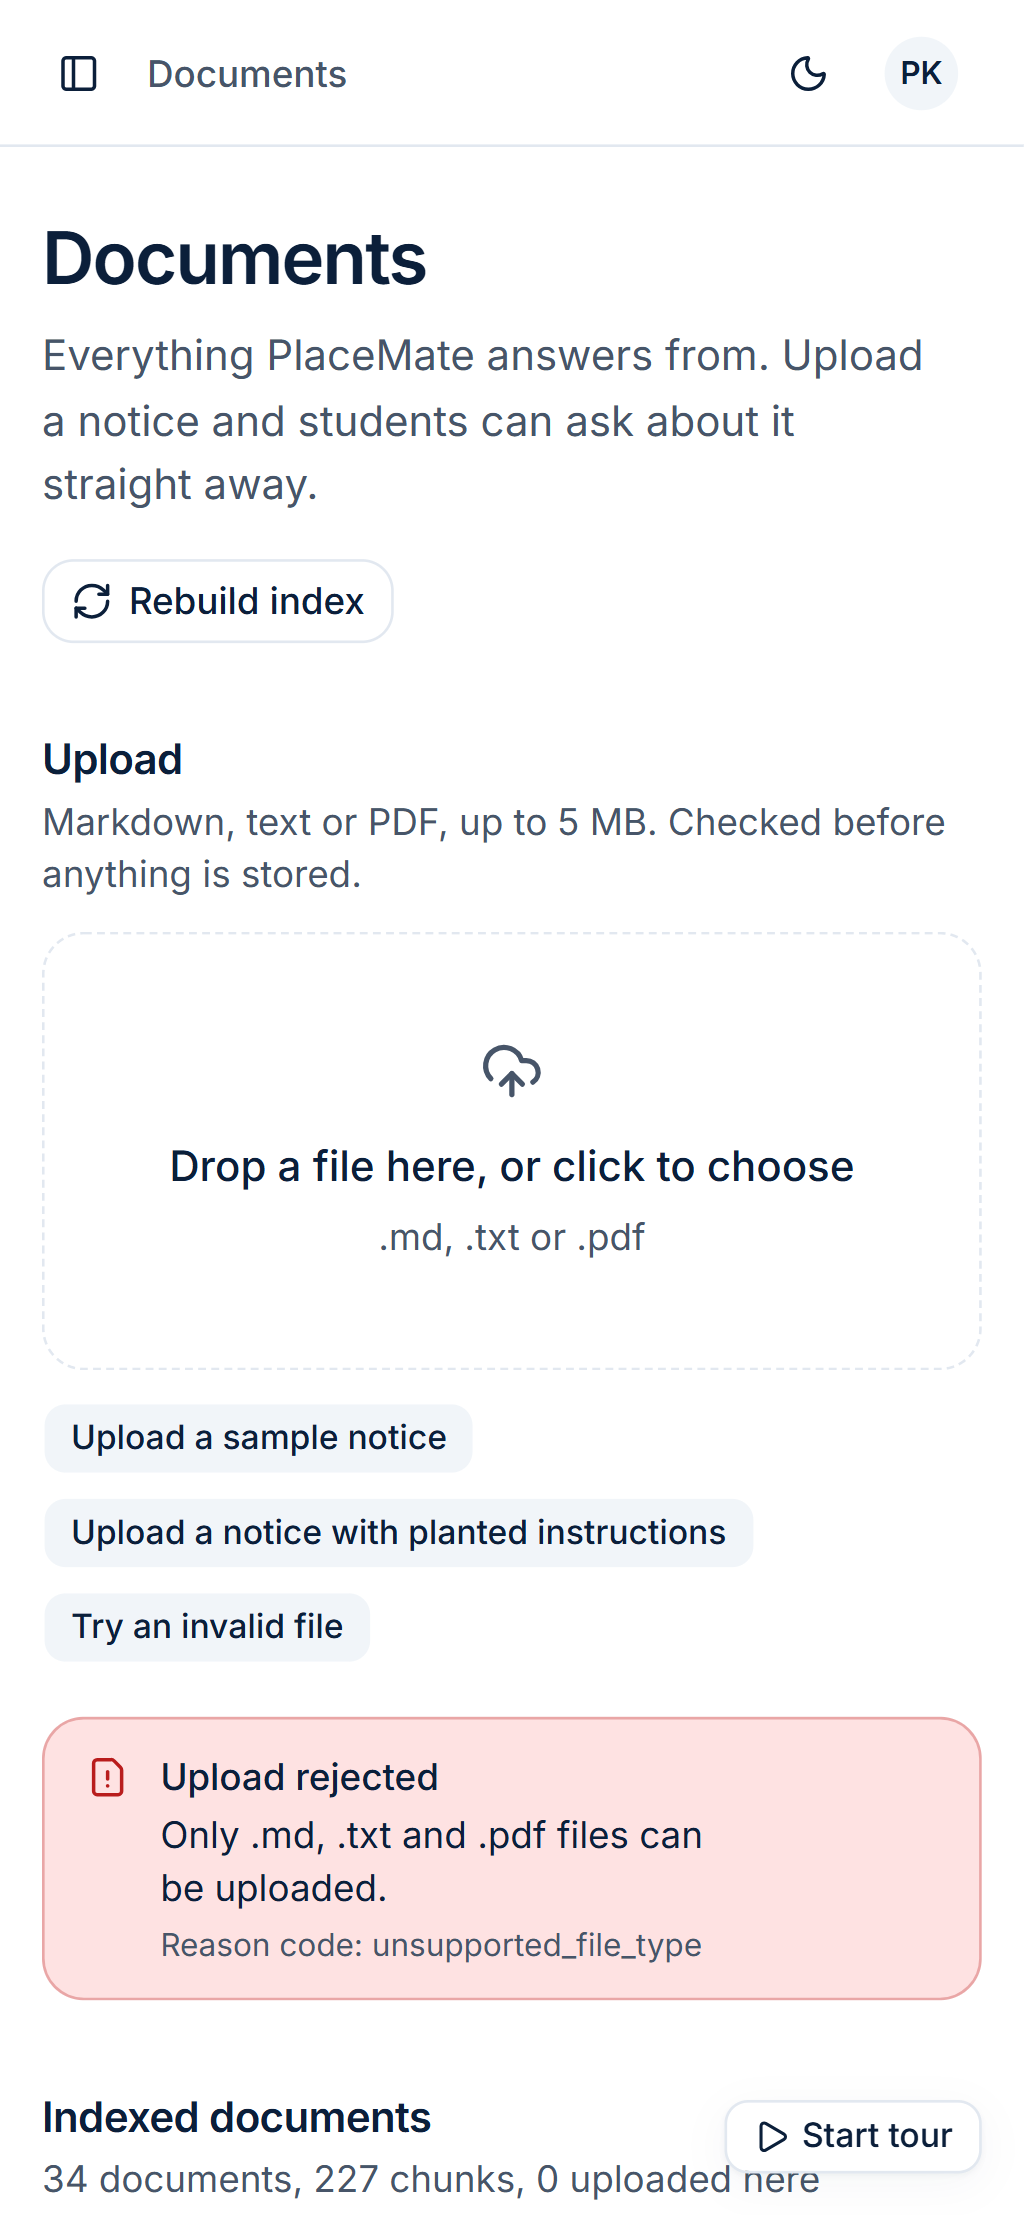 Documents
PK
Documents
Everything PlaceMate answers from. Upload
a notice and students can ask about it
straight away.
Rebuild index
Upload
Markdown, text or PDF, up to 5 MB. Checked before
anything is stored.
Drop a file here, or click to choose
.md, .txt or .pdf
Upload a sample notice
Upload a notice with planted instructions
Try an invalid file
Upload rejected
Only .md, .txt and .pdf files can
be uploaded.
Reason code: unsupported_file_type
Indexed documents
Start tour
34 documents, 227 chunks, 0 uploaded here